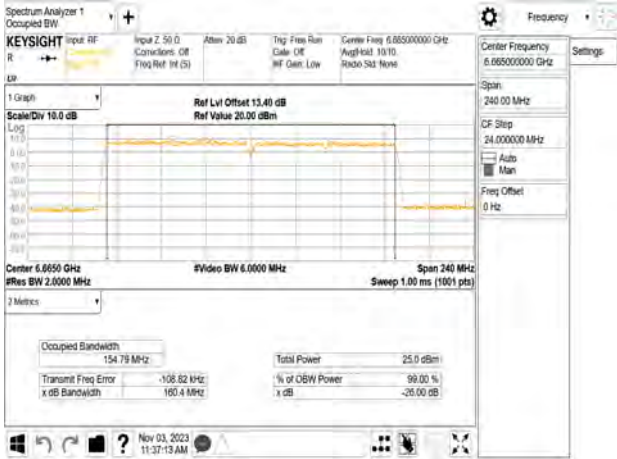 Spectrum Analyzer 1
Occupied BW
KEYSIGHT
Input: RF
Input Z: 50 Ω
Atten: 20 dB
Trig: Free Run
Center Freq: 6.665000000 GHz
R
Corrections: Off
Gate: Off
Avg|Hold: 10/10
Freq Ref: Int (S)
#IF Gain: Low
Radio Std: None
1 Graph
Ref Lvl Offset 13.40 dB
Scale/Div 10.0 dB
Ref Value 20.00 dBm
Log
Center 6.6650 GHz
#Video BW 6.0000 MHz
Span 240 MHz
#Res BW 2.0000 MHz
Sweep 1.00 ms (1001 pts)
2 Metrics
Occupied Bandwidth
154.79 MHz
Total Power
25.0 dBm
Transmit Freq Error
-108.62 kHz
% of OBW Power
99.00 %
x dB Bandwidth
160.4 MHz
x dB
-26.00 dB
Nov 03, 2023
11:37:13 AM
Frequency
Center Frequency
6.665000000 GHz
Settings
Span
240.00 MHz
CF Step
24.000000 MHz
Auto
Man
Freq Offset
0 Hz